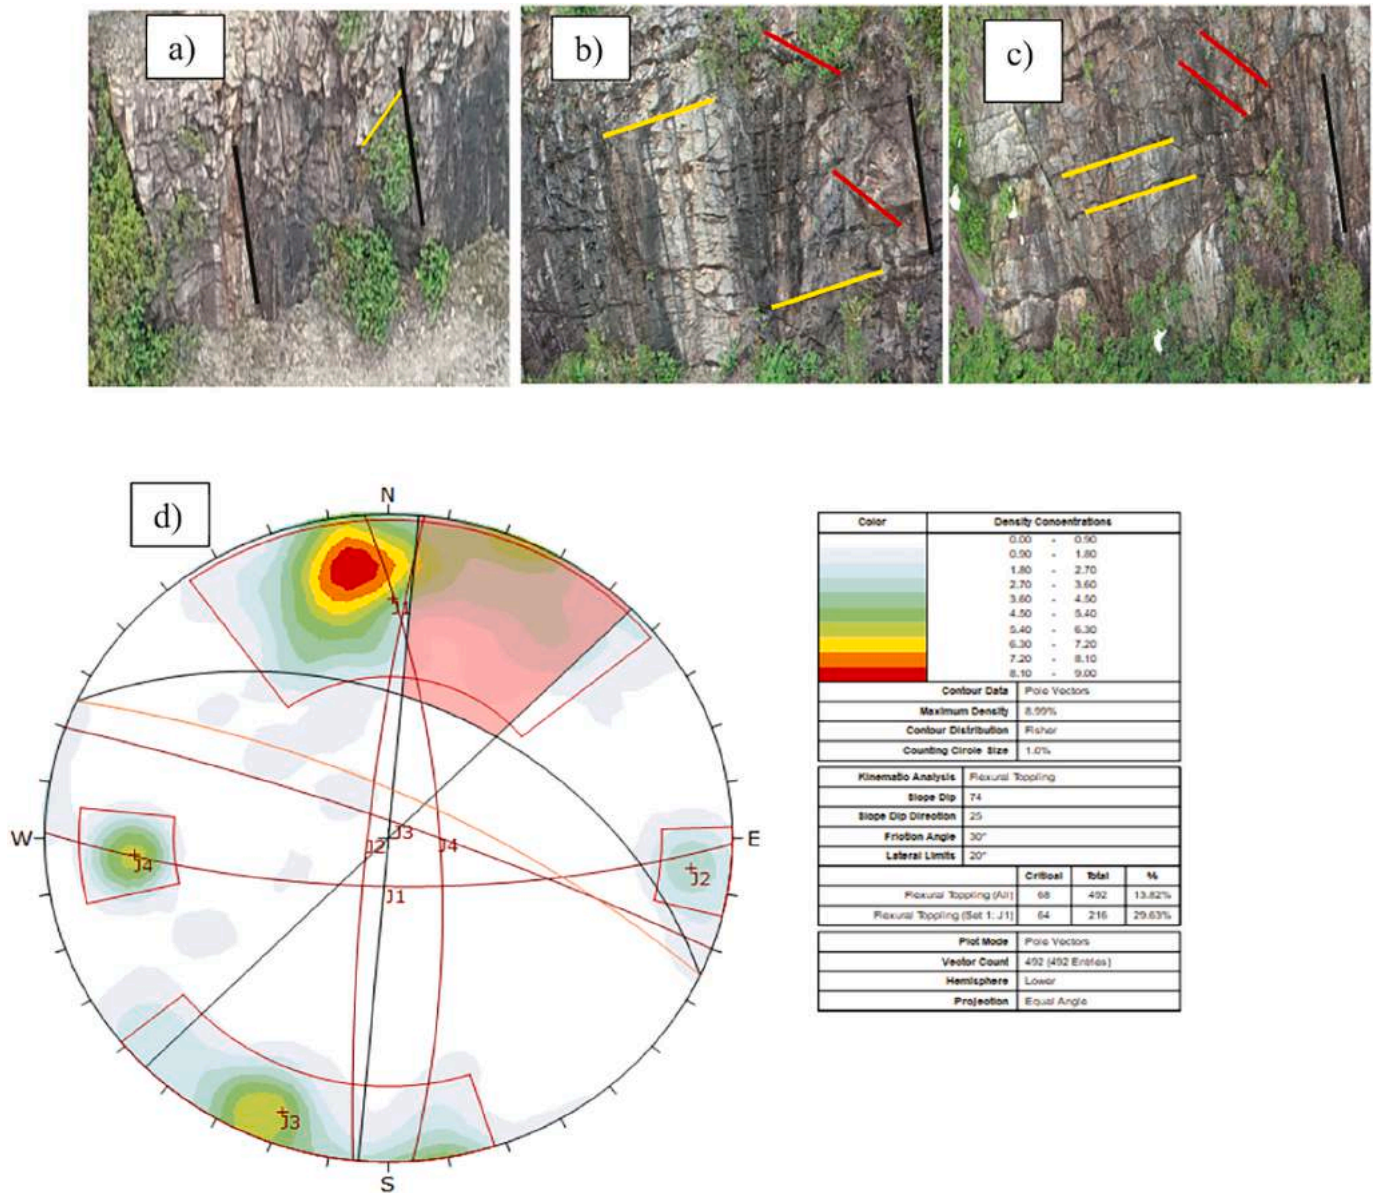 a)
b)
c)
d)
N
W
E
S
J1
J2
J3
J4
J1
J4
J2
J3
Color Density Concentrations
0.00 - 0.90
0.90 - 1.80
1.80 - 2.70
2.70 - 3.60
3.60 - 4.50
4.50 - 5.40
5.40 - 6.30
6.30 - 7.20
7.20 - 8.10
8.10 - 9.00
Contour Data Pole Vectors
Maximum Density 8.99%
Contour Distribution Fisher
Counting Circle Size 1.0%
Kinematic Analysis Flexural Toppling
Slope Dip 74
Slope Dip Direction 25
Friction Angle 30°
Lateral Limits 20°
Critical Total %
Flexural Toppling (All) 68 492 13.82%
Flexural Toppling (Set 1: J1) 64 216 29.63%
Plot Mode Pole Vectors
Vector Count 492 (492 Entries)
Hemisphere Lower
Projection Equal Angle